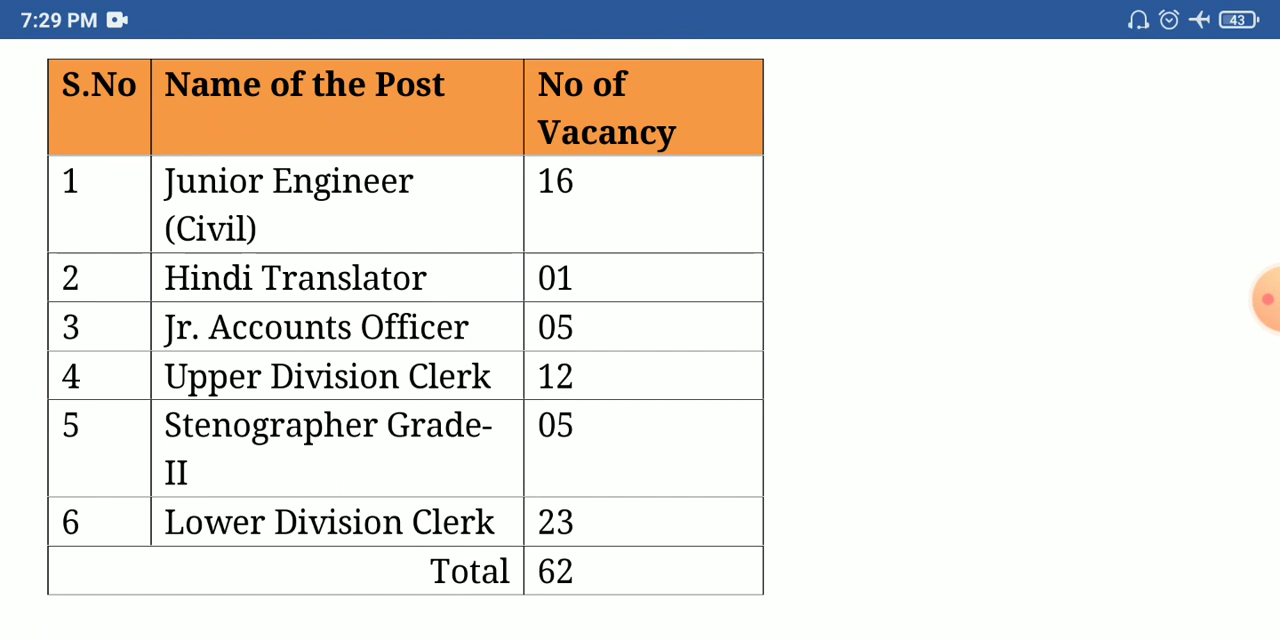 7:29 PM
43
S.No Name of the Post No of
Vacancy
1 Junior Engineer 16
(Civil)
2 Hindi Translator 01
3 Jr. Accounts Officer 05
4 Upper Division Clerk 12
5 Stenographer Grade- 05
II
6 Lower Division Clerk 23
Total 62